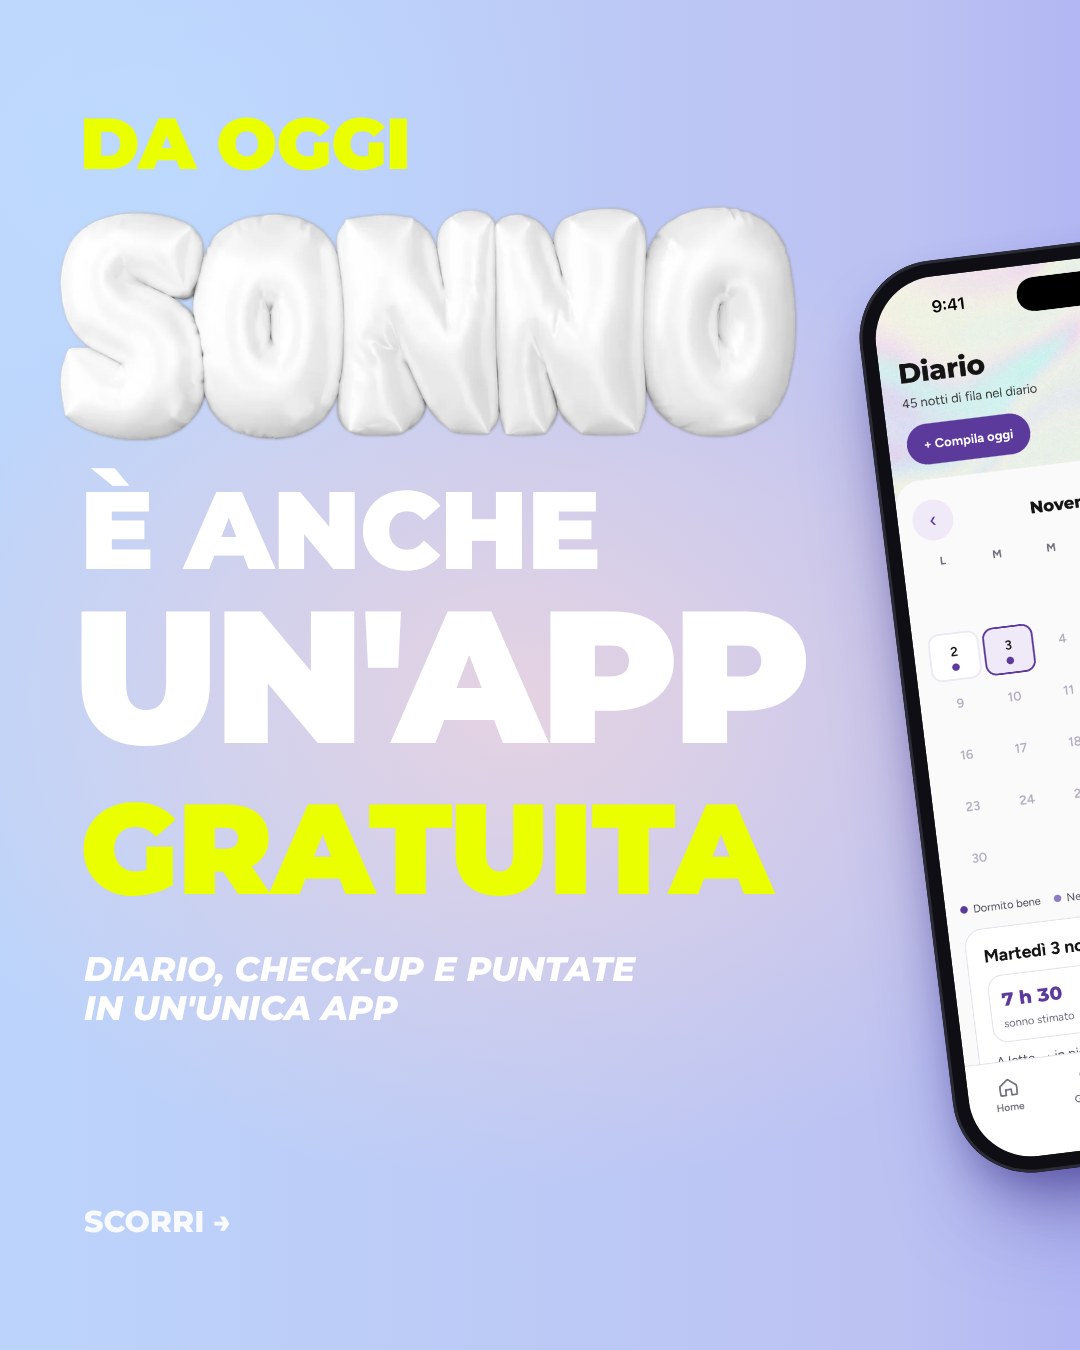 DA OGGI
SONNO
È ANCHE
UN'APP
GRATUITA
DIARIO, CHECK-UP E PUNTATE
IN UN'UNICA APP
SCORRI →
9:41
Diario
45 notti di fila nel diario
+ Compila oggi
‹
L M M
2 3 4
9 10 11
16 17 18
23 24
30
Dormito bene
Martedì 3
7 h 30
sonno stimato
Home